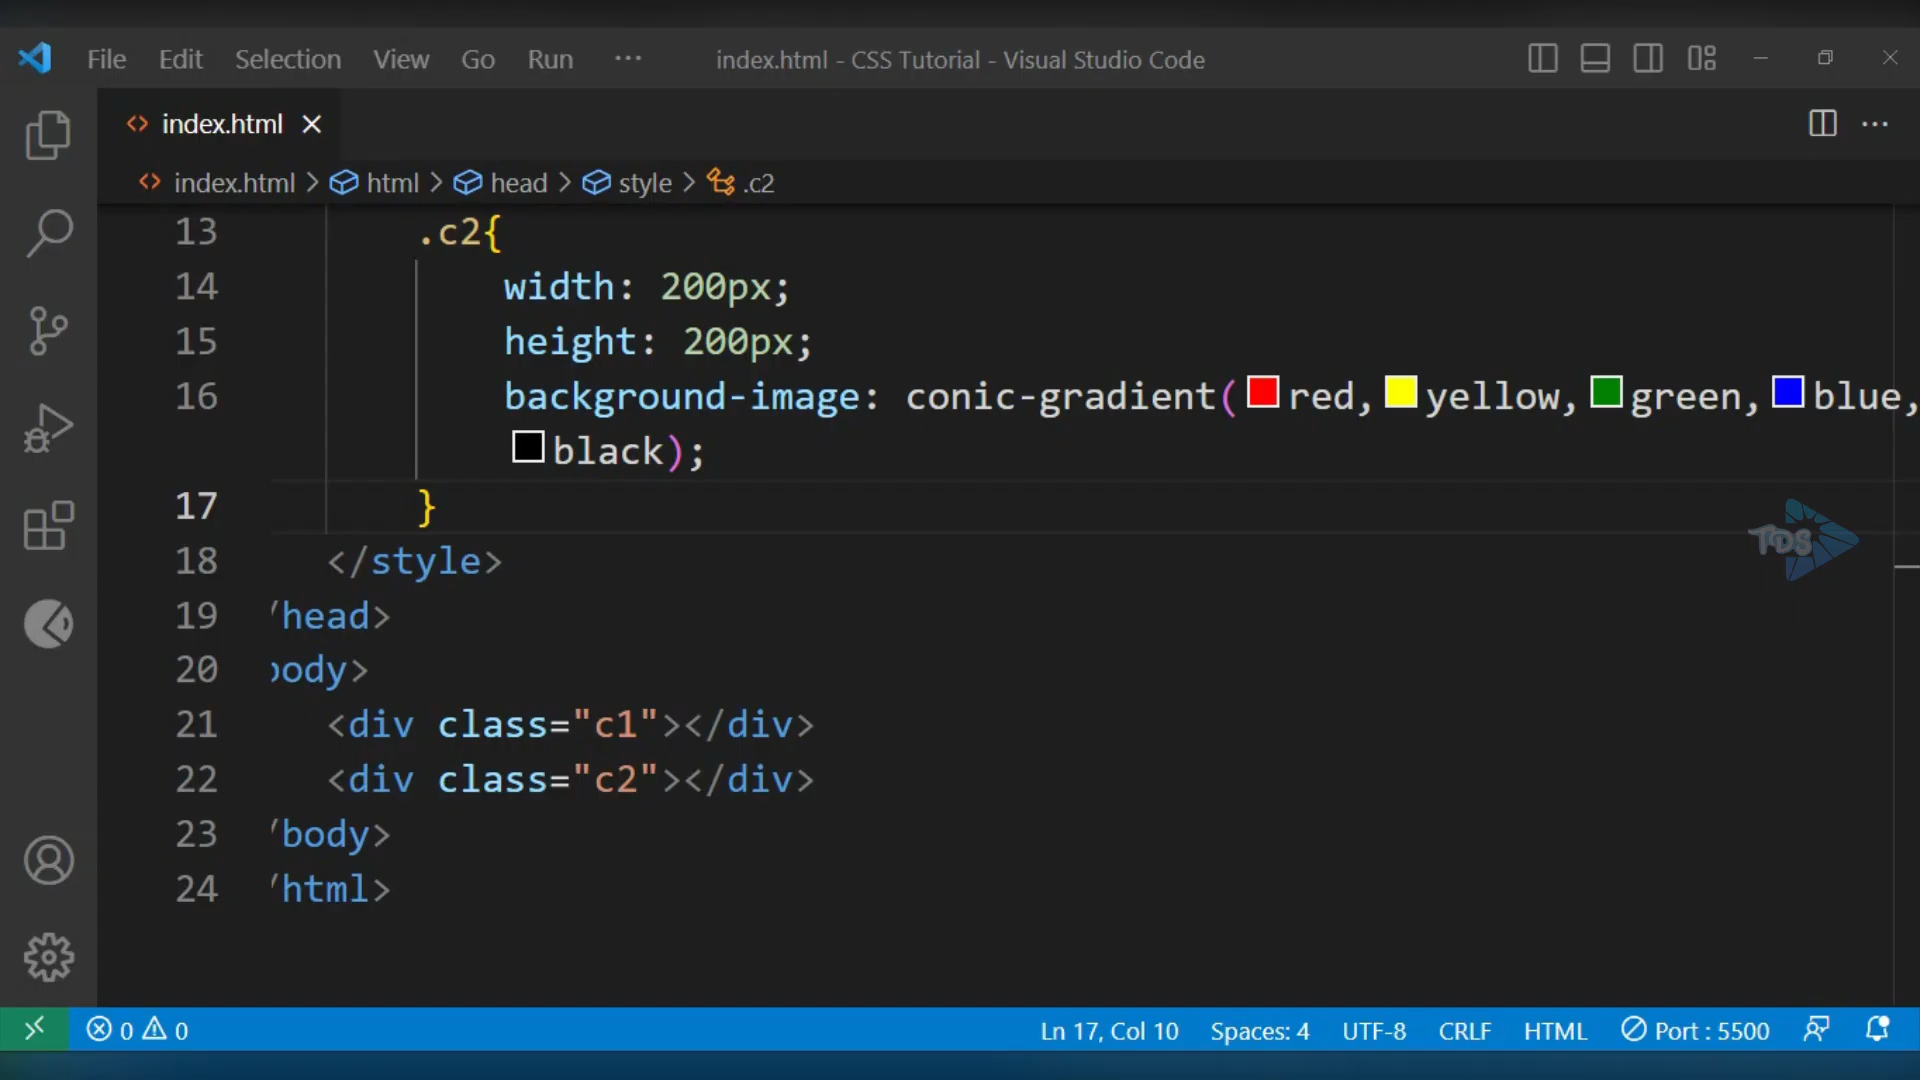 File Edit Selection View Go Run ··· index.html - CSS Tutorial - Visual Studio Code
index.html
index.html > html > head > style > .c2
13 .c2{
14 width: 200px;
15 height: 200px;
16 background-image: conic-gradient(red,yellow,green,blue,
black);
17 }
18 </style>
19 /head>
20 body>
21 <div class="c1"></div>
22 <div class="c2"></div>
23 /body>
24 /html>
TDS
0 0 Ln 17, Col 10 Spaces: 4 UTF-8 CRLF HTML Port : 5500